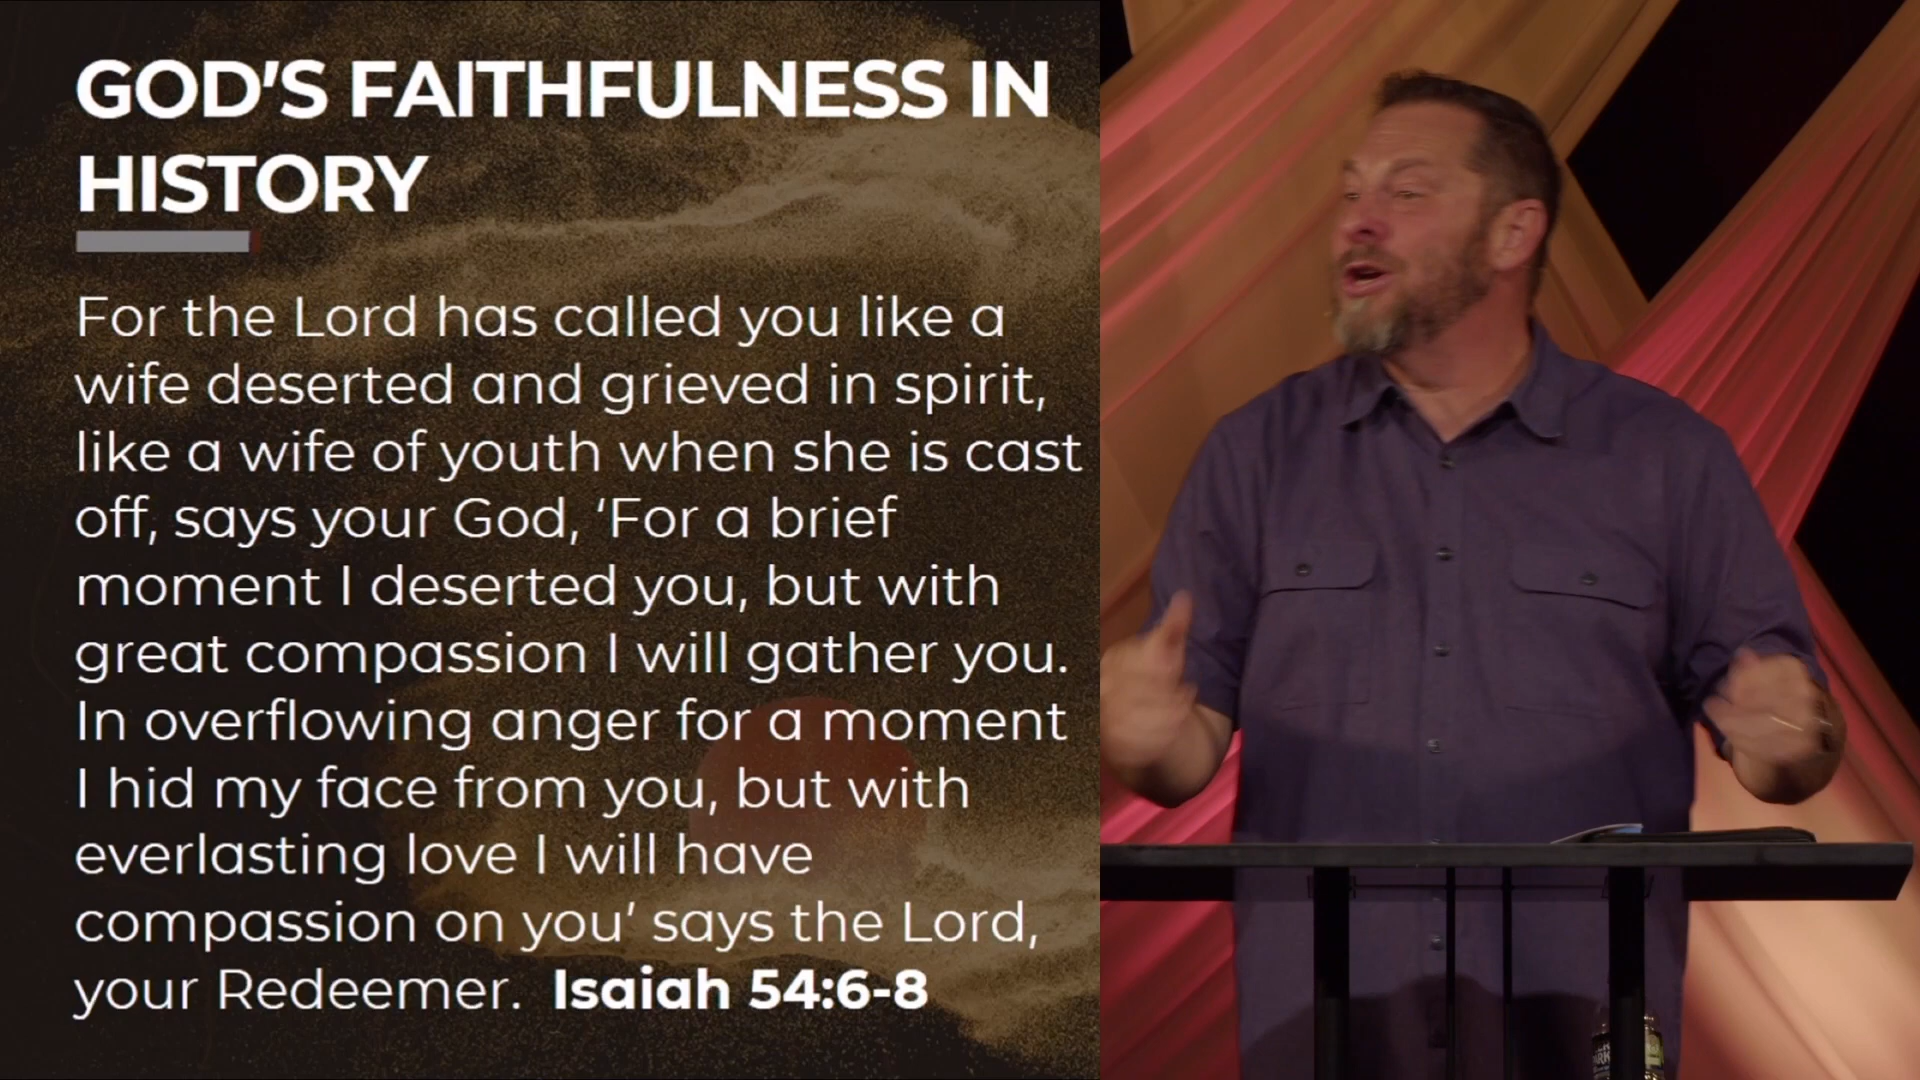 GOD'S FAITHFULNESS IN
HISTORY
For the Lord has called you like a
wife deserted and grieved in spirit,
like a wife of youth when she is cast
off, says your God, ‘For a brief
moment I deserted you, but with
great compassion I will gather you.
In overflowing anger for a moment
I hid my face from you, but with
everlasting love I will have
compassion on you’ says the Lord,
your Redeemer.  Isaiah 54:6-8